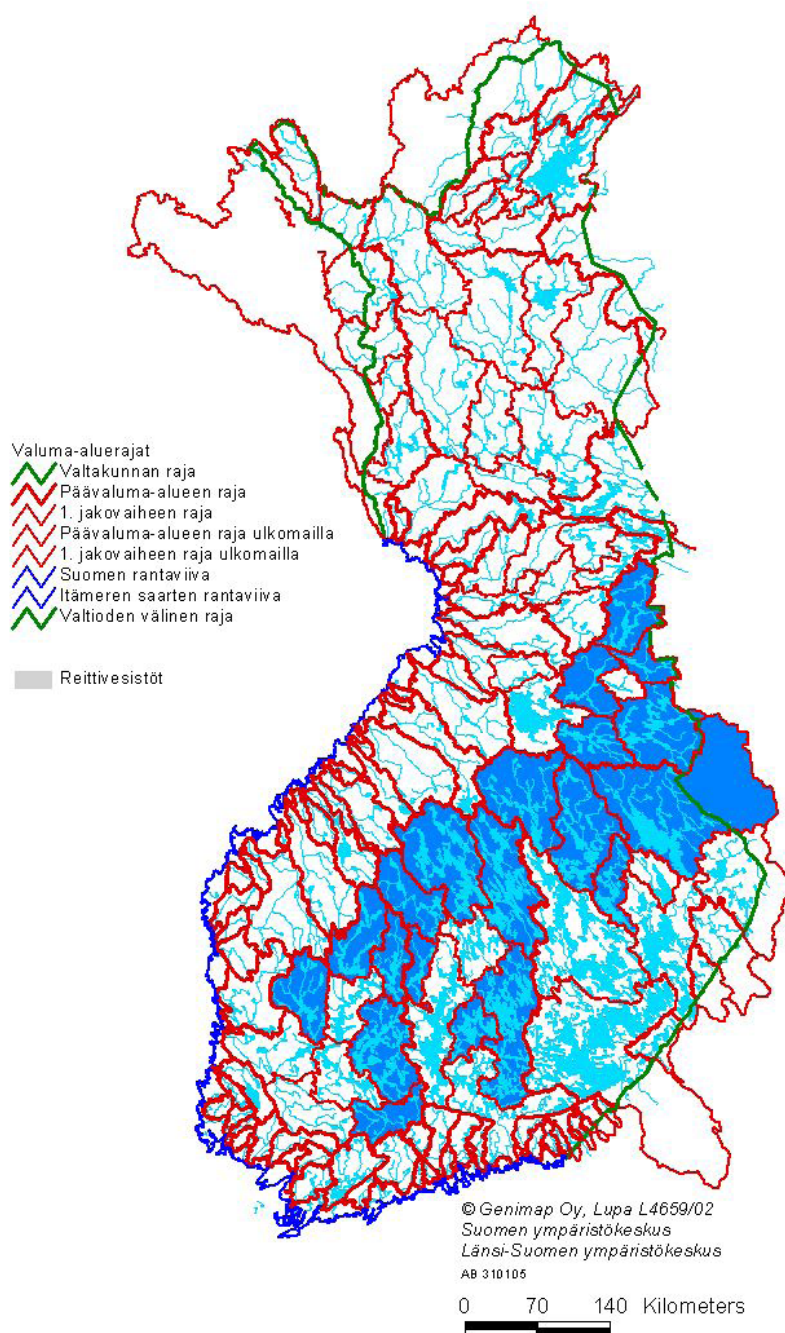 Valuma-aluerajat
Valtakunnan raja
Päävaluma-alueen raja
1. jakovaiheen raja
Päävaluma-alueen raja ulkomailla
1. jakovaiheen raja ulkomailla
Suomen rantaviiva
Itämeren saarten rantaviiva
Valtioden välinen raja
Reittivesistöt
© Genimap Oy, Lupa L4659/02
Suomen ympäristökeskus
Länsi-Suomen ympäristökeskus
AB 310105
0 70 140 Kilometers